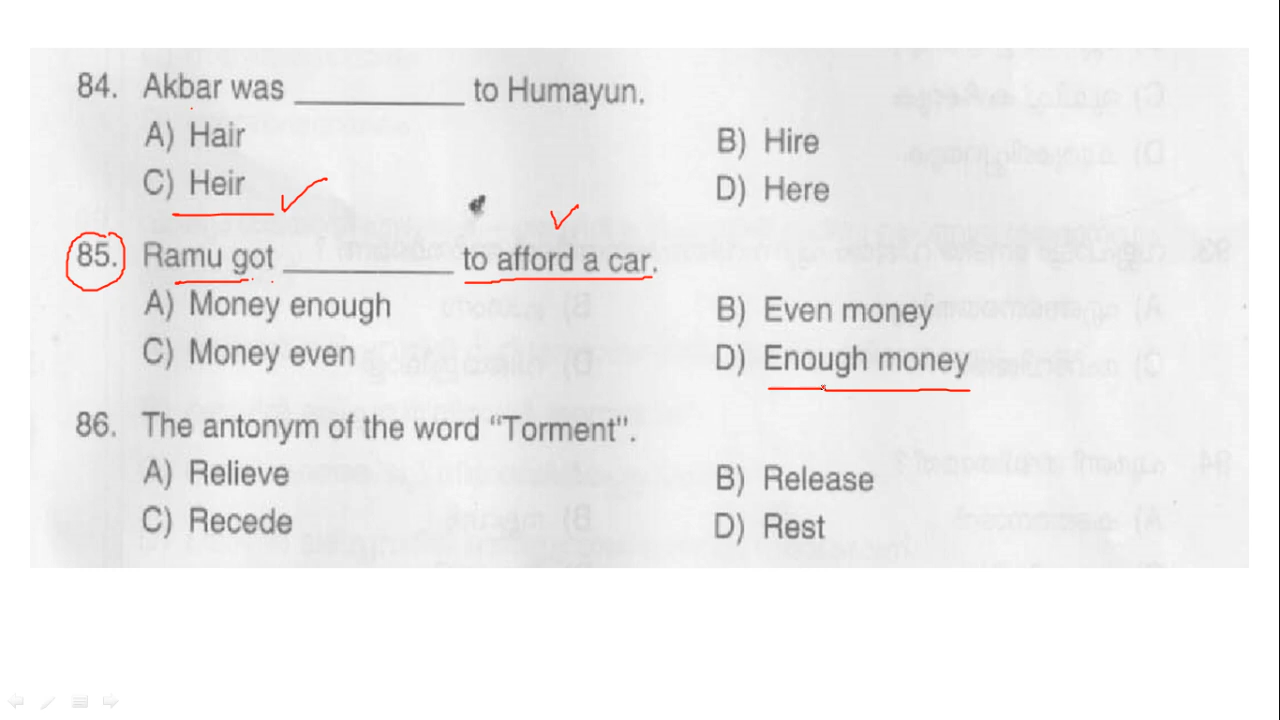 84. Akbar was __________ to Humayun.
A) Hair B) Hire
C) Heir D) Here
85. Ramu got __________ to afford a car.
A) Money enough B) Even money
C) Money even D) Enough money
86. The antonym of the word “Torment”.
A) Relieve B) Release
C) Recede D) Rest